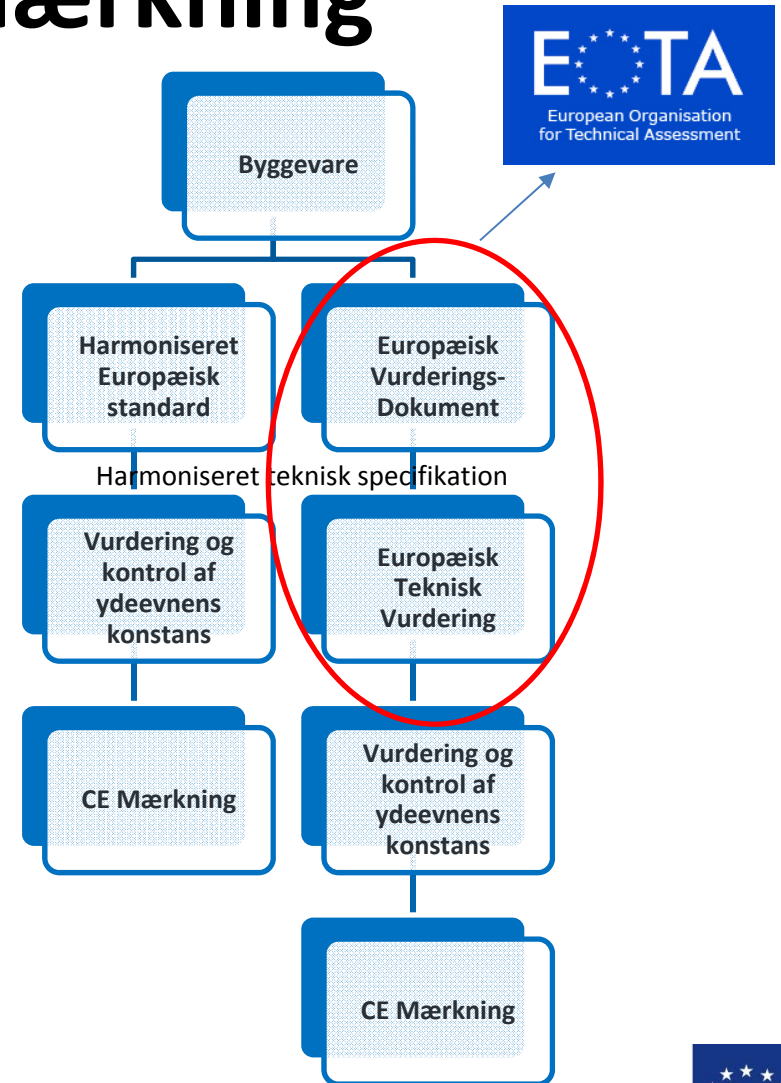 Mærkning
EOTA
European Organisation
for Technical Assessment
Byggevare
Harmoniseret
Europæisk
standard
Europæisk
Vurderings-
Dokument
Harmoniseret teknisk specifikation
Vurdering og
kontrol af
ydeevnens
konstans
Europæisk
Teknisk
Vurdering
CE Mærkning
Vurdering og
kontrol af
ydeevnens
konstans
CE Mærkning